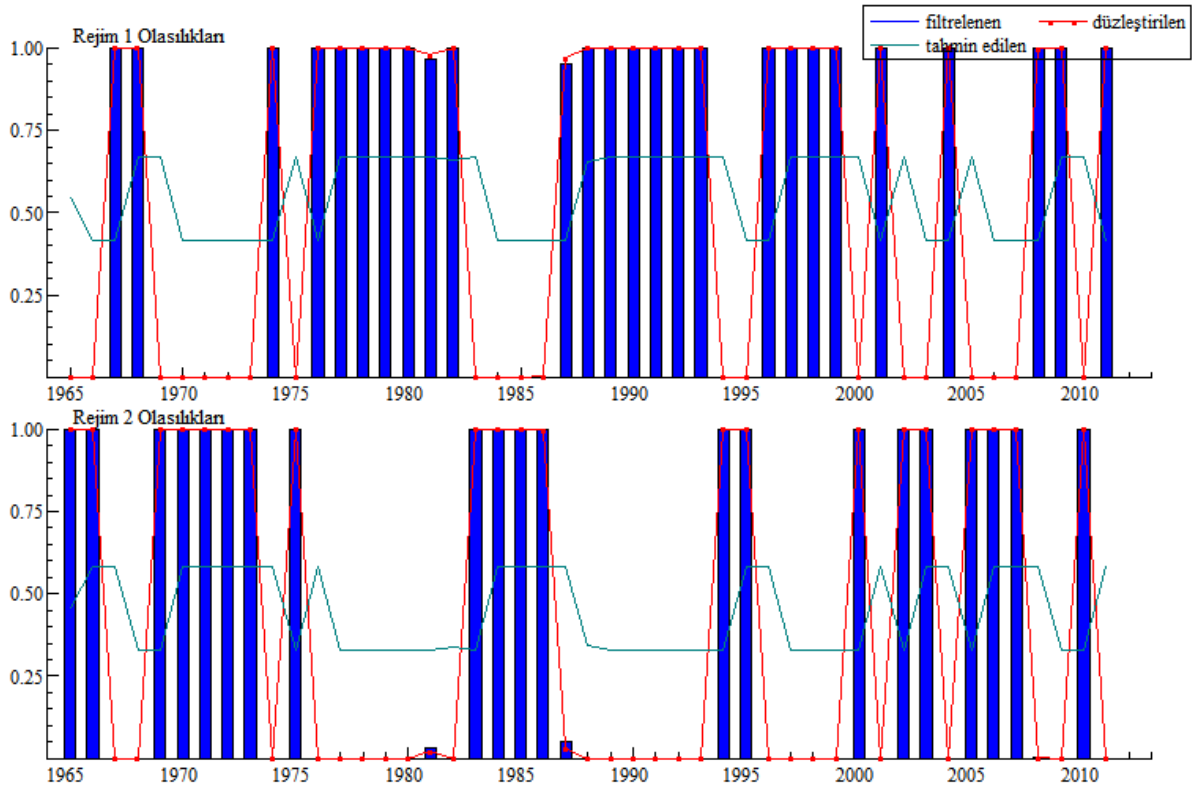 Rejim 1 Olasılıkları
filtrelenen düzleştirilen
tahmin edilen
1.00
0.75
0.50
0.25
1965 1970 1975 1980 1985 1990 1995 2000 2005 2010
Rejim 2 Olasılıkları
1.00
0.75
0.50
0.25
1965 1970 1975 1980 1985 1990 1995 2000 2005 2010